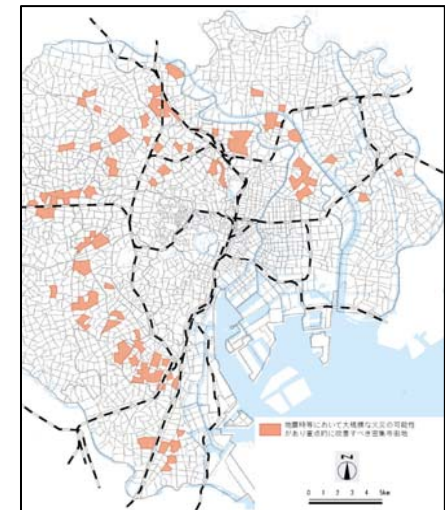 地震時等において大規模な火災の可能性
があり重点的に改善すべき密集市街地
N
0 1 2 3 4 5km